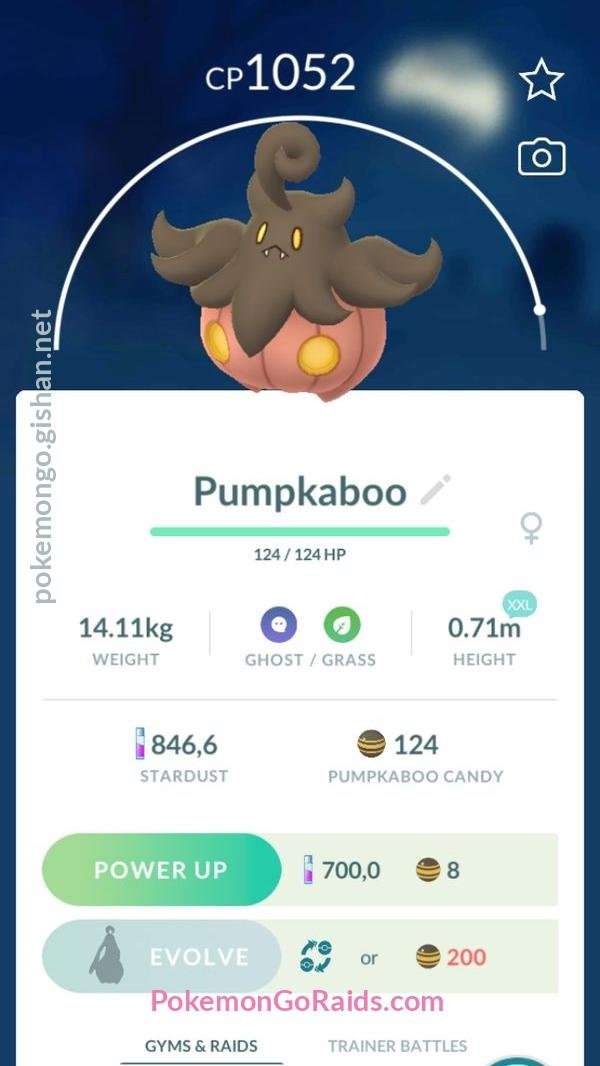 CP1052
pokemongo.gishan.net
Pumpkaboo
124 / 124 HP
XXL
14.11kg
0.71m
WEIGHT
GHOST / GRASS
HEIGHT
846,6
124
STARDUST
PUMPKABOO CANDY
POWER UP
700,0
8
EVOLVE
or
200
PokemonGoRaids.com
GYMS & RAIDS
TRAINER BATTLES